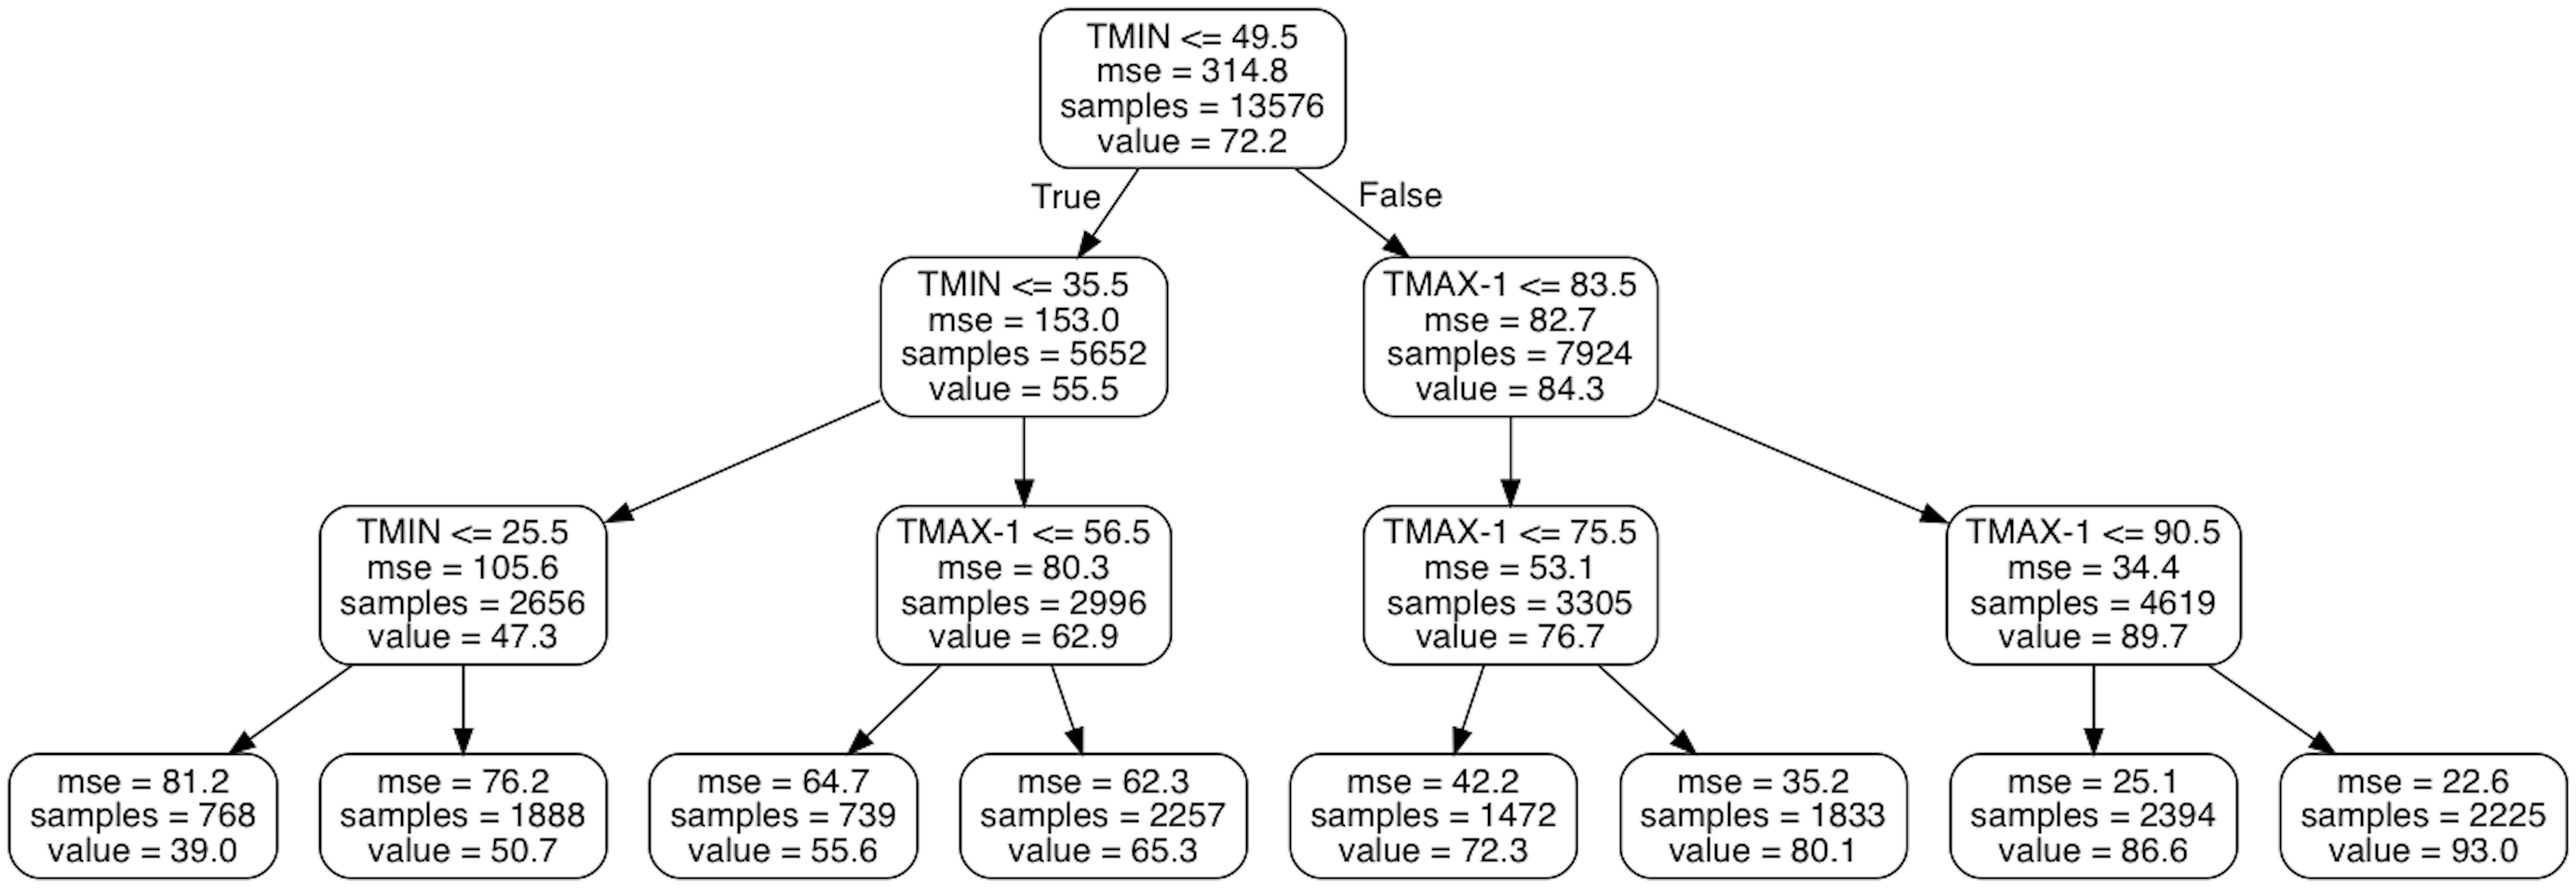 TMIN <= 49.5
mse = 314.8
samples = 13576
value = 72.2
True
False
TMIN <= 35.5
mse = 153.0
samples = 5652
value = 55.5
TMAX-1 <= 83.5
mse = 82.7
samples = 7924
value = 84.3
TMIN <= 25.5
mse = 105.6
samples = 2656
value = 47.3
TMAX-1 <= 56.5
mse = 80.3
samples = 2996
value = 62.9
TMAX-1 <= 75.5
mse = 53.1
samples = 3305
value = 76.7
TMAX-1 <= 90.5
mse = 34.4
samples = 4619
value = 89.7
mse = 81.2
samples = 768
value = 39.0
mse = 76.2
samples = 1888
value = 50.7
mse = 64.7
samples = 739
value = 55.6
mse = 62.3
samples = 2257
value = 65.3
mse = 42.2
samples = 1472
value = 72.3
mse = 35.2
samples = 1833
value = 80.1
mse = 25.1
samples = 2394
value = 86.6
mse = 22.6
samples = 2225
value = 93.0